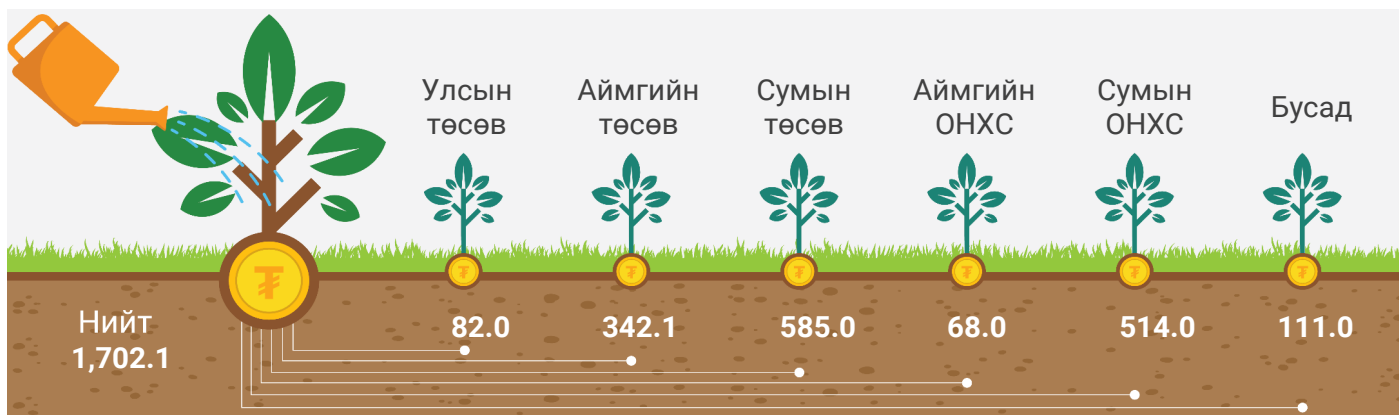 Улсын
төсөв
Аймгийн
төсөв
Сумын
төсөв
Аймгийн
ОНХС
Сумын
ОНХС
Бусад
₮
₮
₮
₮
₮
₮
₮
Нийт
1,702.1
82.0
342.1
585.0
68.0
514.0
111.0